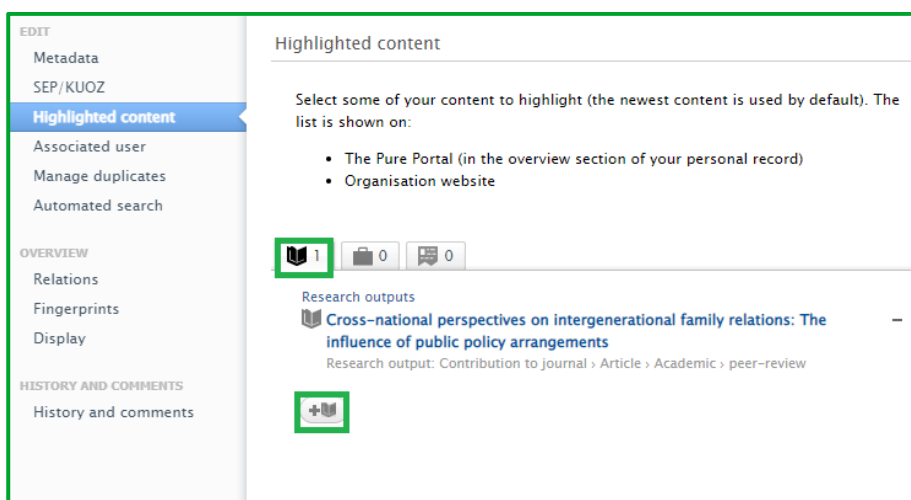 EDIT
Metadata
SEP/KUOZ
Highlighted content
Associated user
Manage duplicates
Automated search
OVERVIEW
Relations
Fingerprints
Display
HISTORY AND COMMENTS
History and comments
Highlighted content
Select some of your content to highlight (the newest content is used by default). The
list is shown on:
• The Pure Portal (in the overview section of your personal record)
• Organisation website
1 0 0
Research outputs
Cross-national perspectives on intergenerational family relations: The
influence of public policy arrangements
Research output: Contribution to journal › Article › Academic › peer-review